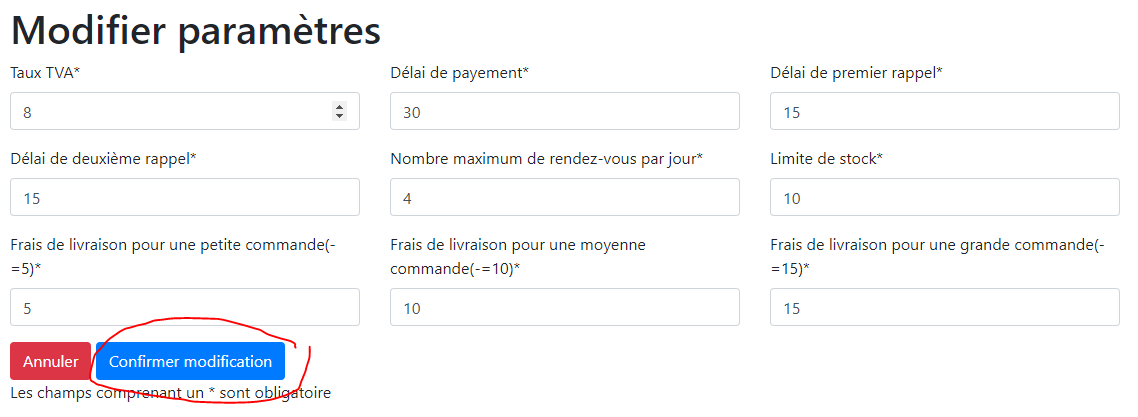 Modifier paramètres
Taux TVA*
Délai de payement*
Délai de premier rappel*
8
30
15
Délai de deuxième rappel*
Nombre maximum de rendez-vous par jour*
Limite de stock*
15
4
10
Frais de livraison pour une petite commande(-
=5)*
Frais de livraison pour une moyenne
commande(-=10)*
Frais de livraison pour une grande commande(-
=15)*
5
10
15
Annuler
Confirmer modification
Les champs comprenant un * sont obligatoire